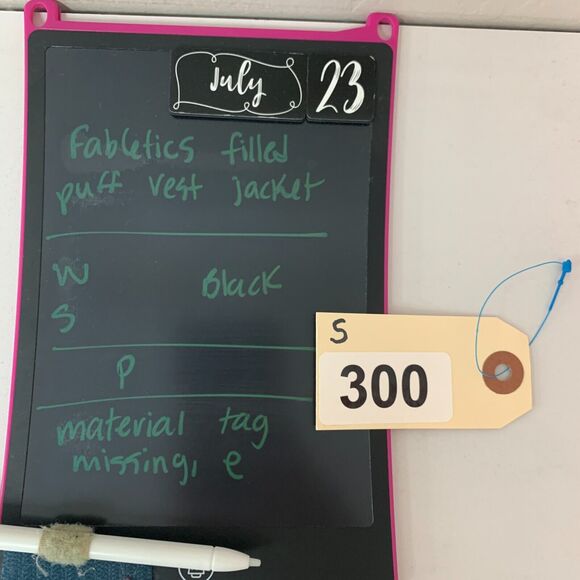 July 23
Fabletics filled
puff vest jacket
W Black
S
P
material tag
missing, e
S
300